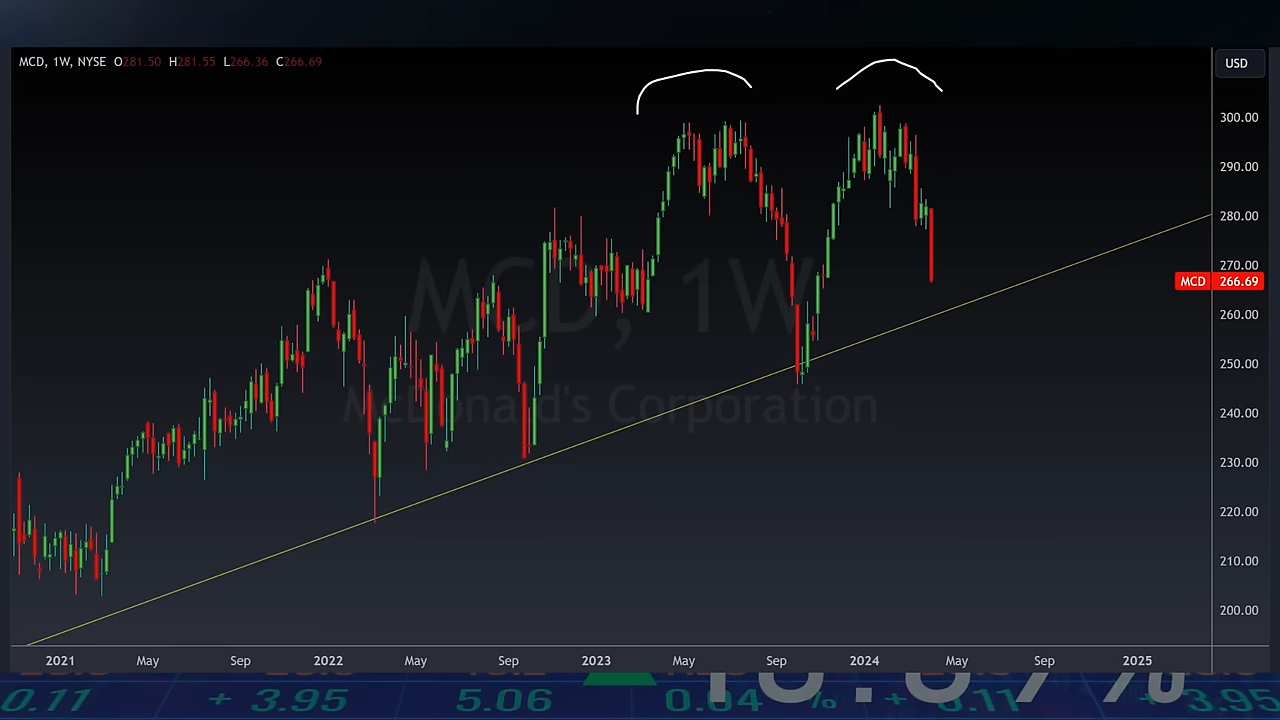 MCD, 1W, NYSE O281.50 H281.55 L266.36 C266.69
USD
300.00
290.00
280.00
270.00
MCD 266.69
260.00
250.00
240.00
230.00
220.00
210.00
200.00
MCD, 1W
McDonald's Corporation
2021 May Sep 2022 May Sep 2023 May Sep 2024 May Sep 2025
0.11 + 3.95 5.06 0.04 % + 0.11 + 3.95